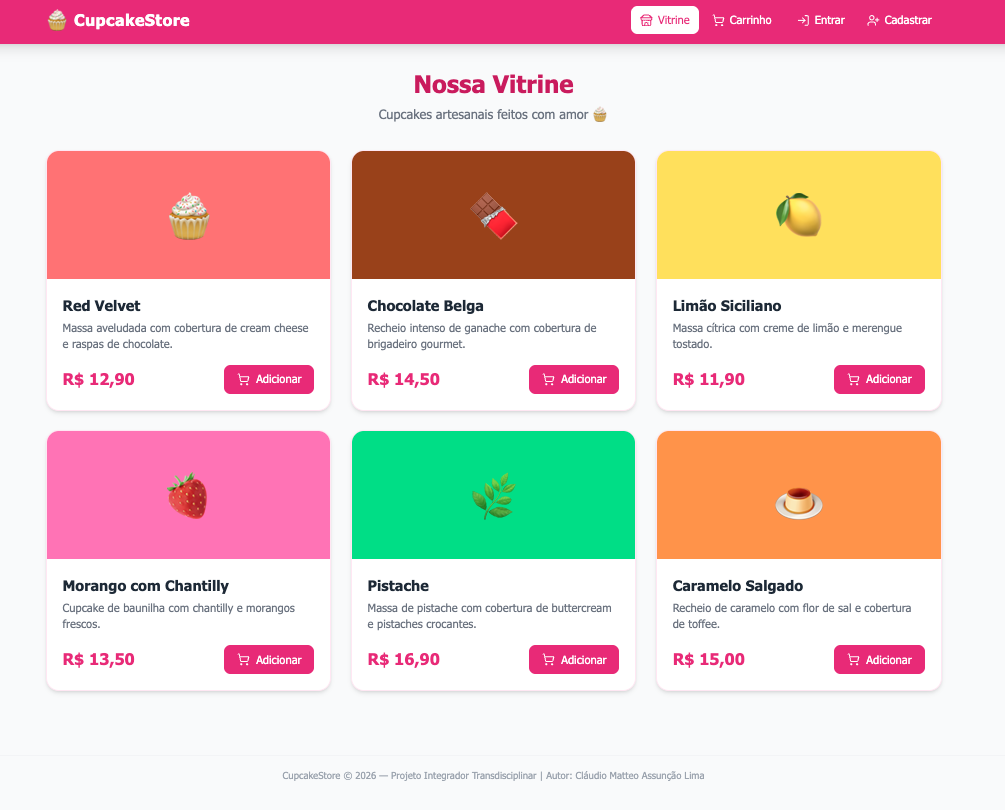 CupcakeStore
Vitrine
Carrinho
Entrar
Cadastrar
Nossa Vitrine
Cupcakes artesanais feitos com amor
Red Velvet
Massa aveludada com cobertura de cream cheese
e raspas de chocolate.
R$ 12,90
Adicionar
Chocolate Belga
Recheio intenso de ganache com cobertura de
brigadeiro gourmet.
R$ 14,50
Adicionar
Limão Siciliano
Massa cítrica com creme de limão e merengue
tostado.
R$ 11,90
Adicionar
Morango com Chantilly
Cupcake de baunilha com chantilly e morangos
frescos.
R$ 13,50
Adicionar
Pistache
Massa de pistache com cobertura de buttercream
e pistaches crocantes.
R$ 16,90
Adicionar
Caramelo Salgado
Recheio de caramelo com flor de sal e cobertura
de toffee.
R$ 15,00
Adicionar
CupcakeStore © 2026 — Projeto Integrador Transdisciplinar | Autor: Cláudio Matteo Assunção Lima